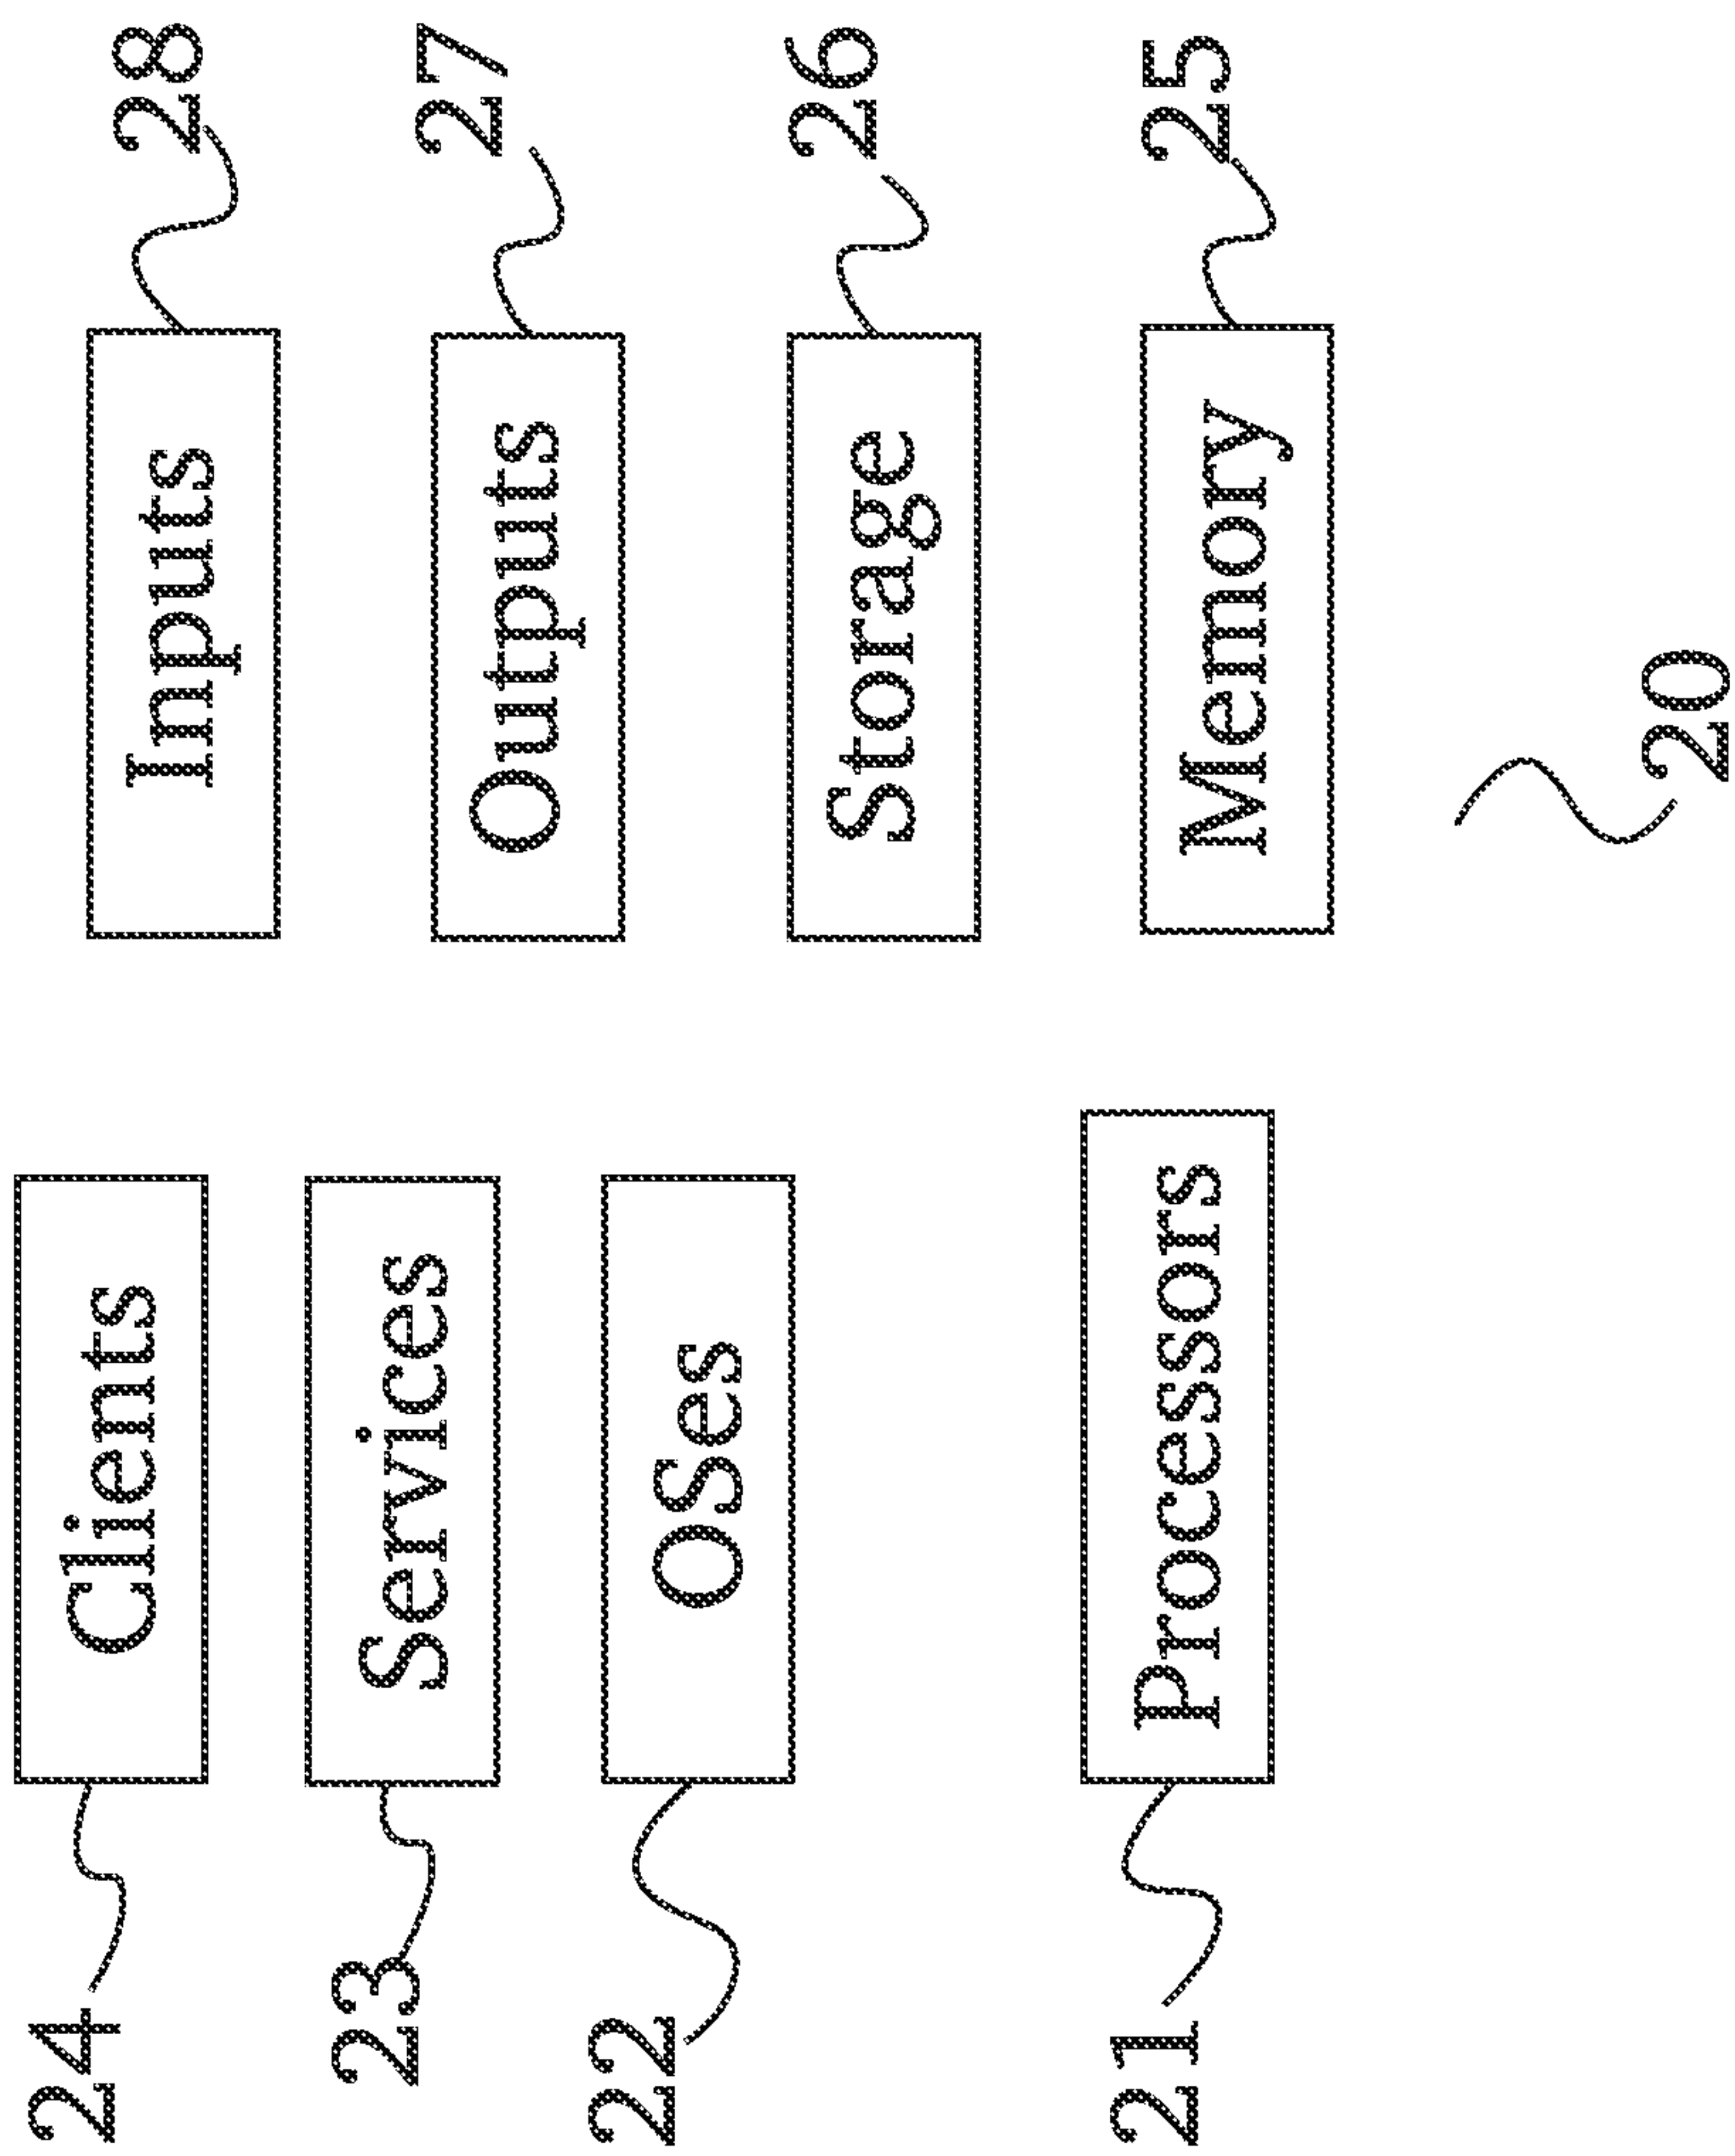 24 Clients Inputs 28
23 Services Outputs 27
22 OSes Storage 26
21 Processors Memory 25
20